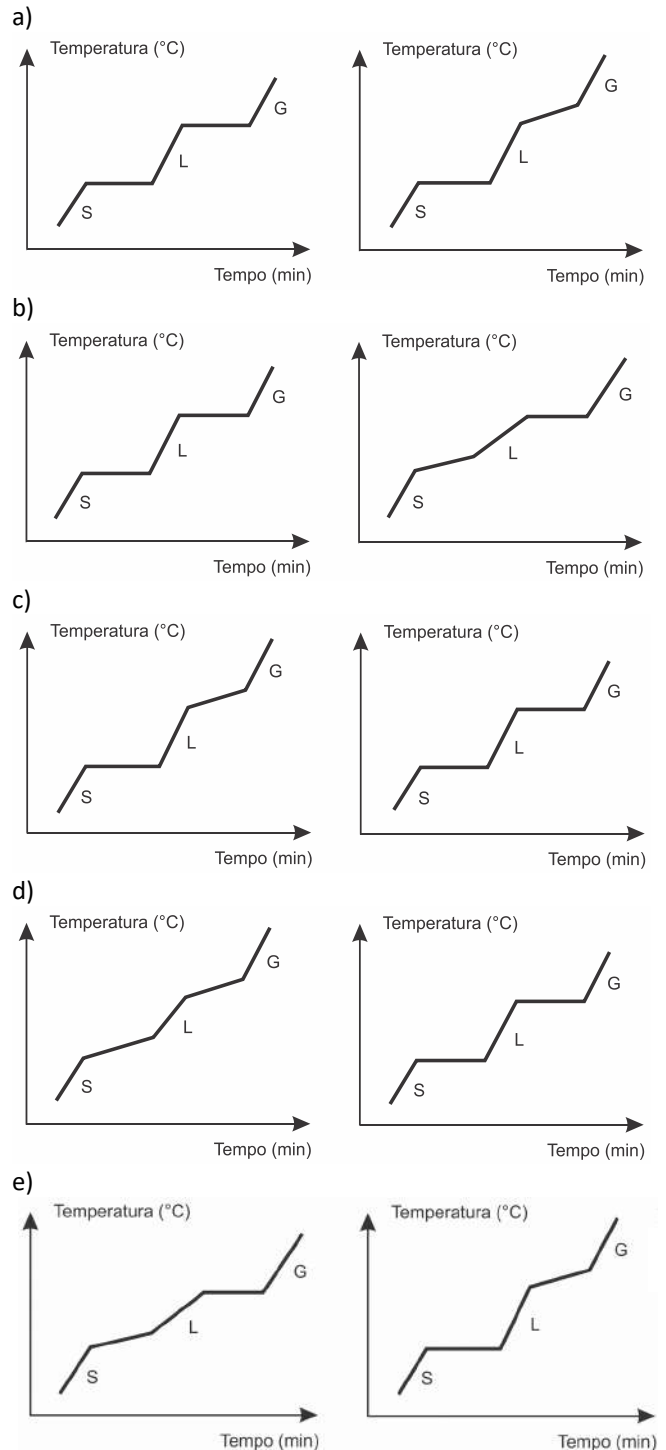 a)
Temperatura (°C)
G
L
S
Tempo (min)
Temperatura (°C)
G
L
S
Tempo (min)
b)
Temperatura (°C)
G
L
S
Tempo (min)
Temperatura (°C)
G
L
S
Tempo (min)
c)
Temperatura (°C)
G
L
S
Tempo (min)
Temperatura (°C)
G
L
S
Tempo (min)
d)
Temperatura (°C)
G
L
S
Tempo (min)
Temperatura (°C)
G
L
S
Tempo (min)
e)
Temperatura (°C)
G
L
S
Tempo (min)
Temperatura (°C)
G
L
S
Tempo (min)